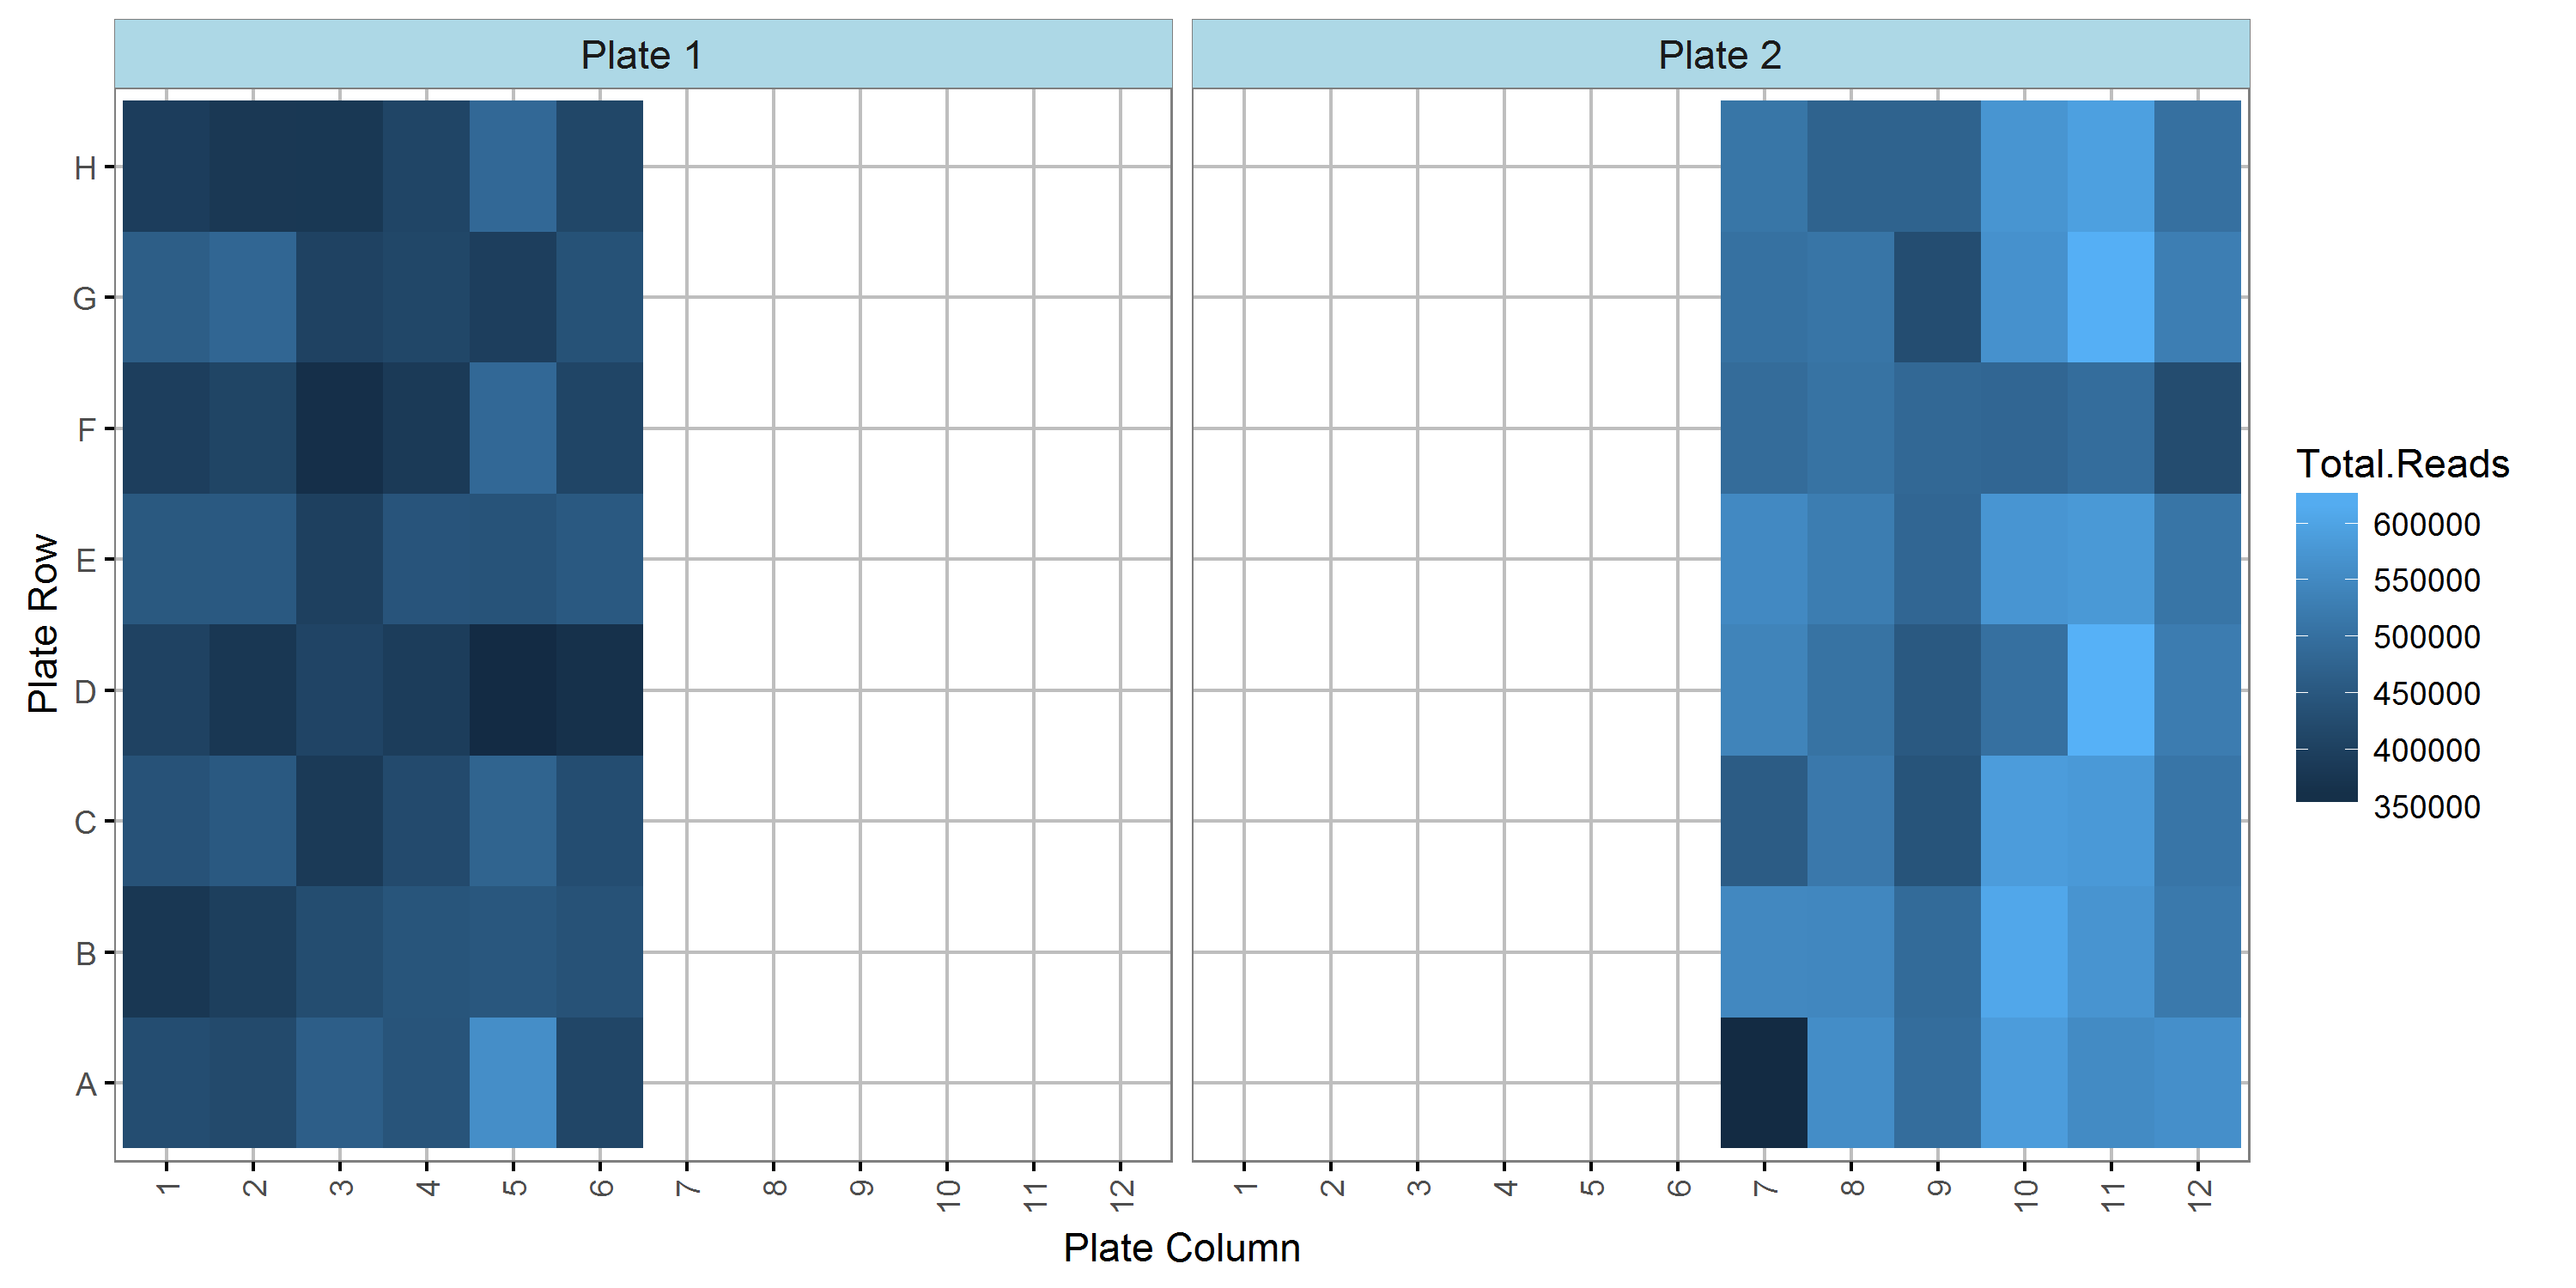 Plate 1
Plate 2
H
G
F
E
D
C
B
A
Plate Row
1 2 3 4 5 6 7 8 9 10 11 12
1 2 3 4 5 6 7 8 9 10 11 12
Plate Column
Total.Reads
600000
550000
500000
450000
400000
350000